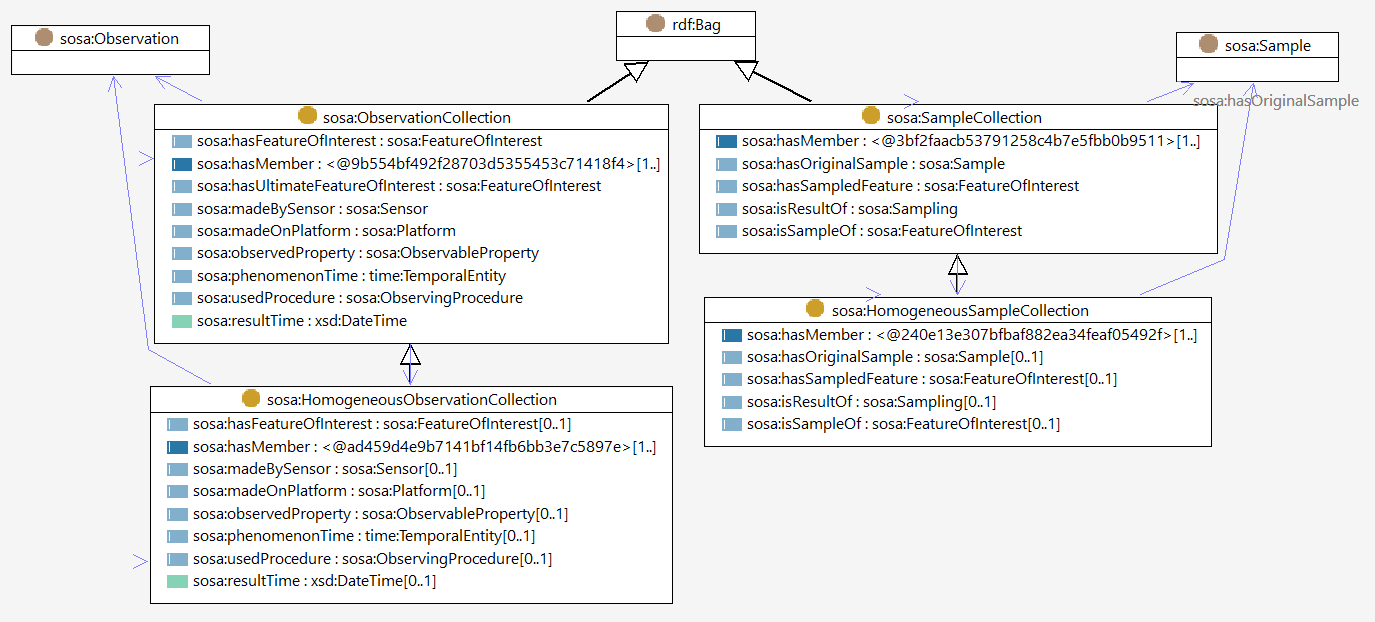 sosa:Observation
rdf:Bag
sosa:Sample
sosa:hasOriginalSample
sosa:ObservationCollection
sosa:hasFeatureOfInterest : sosa:FeatureOfInterest
sosa:hasMember : <@9b554bf492f28703d5355453c71418f4>[1..]
sosa:hasUltimateFeatureOfInterest : sosa:FeatureOfInterest
sosa:madeBySensor : sosa:Sensor
sosa:madeOnPlatform : sosa:Platform
sosa:observedProperty : sosa:ObservableProperty
sosa:phenomenonTime : time:TemporalEntity
sosa:usedProcedure : sosa:ObservingProcedure
sosa:resultTime : xsd:DateTime
sosa:SampleCollection
sosa:hasMember : <@3bf2faacb53791258c4b7e5fbb0b9511>[1..]
sosa:hasOriginalSample : sosa:Sample
sosa:hasSampledFeature : sosa:FeatureOfInterest
sosa:isResultOf : sosa:Sampling
sosa:isSampleOf : sosa:FeatureOfInterest
sosa:HomogeneousObservationCollection
sosa:hasFeatureOfInterest : sosa:FeatureOfInterest[0..1]
sosa:hasMember : <@ad459d4e9b7141bf14fb6bb3e7c5897e>[1..]
sosa:madeBySensor : sosa:Sensor[0..1]
sosa:madeOnPlatform : sosa:Platform[0..1]
sosa:observedProperty : sosa:ObservableProperty[0..1]
sosa:phenomenonTime : time:TemporalEntity[0..1]
sosa:usedProcedure : sosa:ObservingProcedure[0..1]
sosa:resultTime : xsd:DateTime[0..1]
sosa:HomogeneousSampleCollection
sosa:hasMember : <@240e13e307bfbaf882ea34feaf05492f>[1..]
sosa:hasOriginalSample : sosa:Sample[0..1]
sosa:hasSampledFeature : sosa:FeatureOfInterest[0..1]
sosa:isResultOf : sosa:Sampling[0..1]
sosa:isSampleOf : sosa:FeatureOfInterest[0..1]